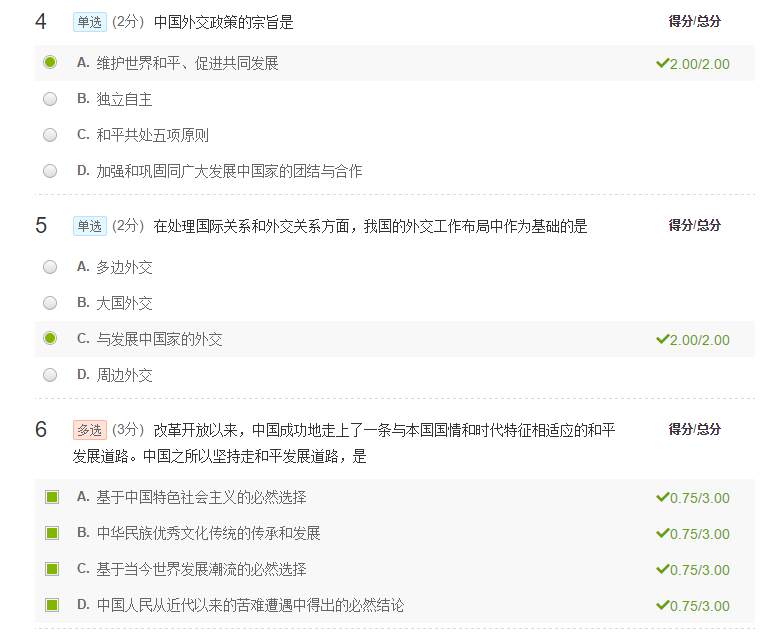 4 单选 (2分) 中国外交政策的宗旨是 得分/总分
A. 维护世界和平、促进共同发展 2.00/2.00
B. 独立自主
C. 和平共处五项原则
D. 加强和巩固同广大发展中国家的团结与合作
5 单选 (2分) 在处理国际关系和外交关系方面，我国的外交工作布局中作为基础的是 得分/总分
A. 多边外交
B. 大国外交
C. 与发展中国家的外交 2.00/2.00
D. 周边外交
6 多选 (3分) 改革开放以来，中国成功地走上了一条与本国国情和时代特征相适应的和平 得分/总分
发展道路。中国之所以坚持走和平发展道路，是
A. 基于中国特色社会主义的必然选择 0.75/3.00
B. 中华民族优秀文化传统的传承和发展 0.75/3.00
C. 基于当今世界发展潮流的必然选择 0.75/3.00
D. 中国人民从近代以来的苦难遭遇中得出的必然结论 0.75/3.00